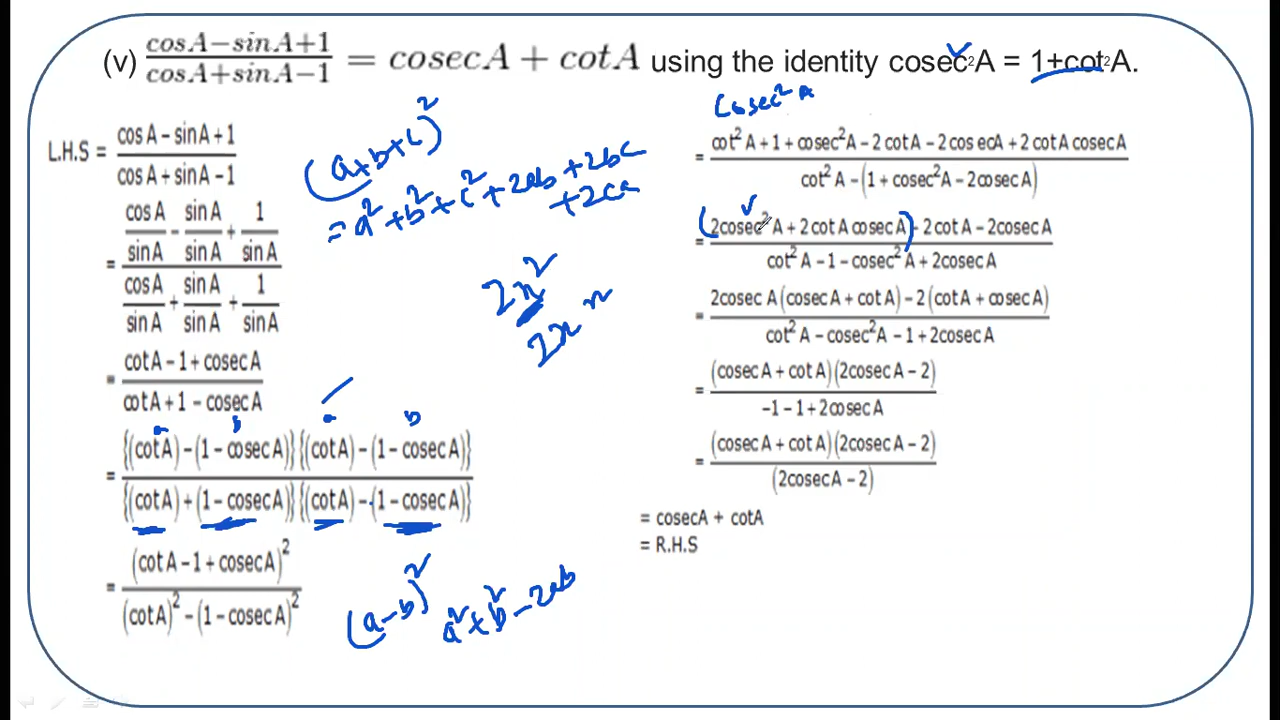 (v) cosA−sinA+1 / cosA+sinA−1 = cosecA + cotA using the identity cosec²A = 1+cot²A.
L.H.S = cos A − sin A + 1 / cos A + sin A − 1
= cos A / sin A − sin A / sin A + 1 / sin A
cos A / sin A + sin A / sin A + 1 / sin A
= cot A − 1 + cosec A / cot A + 1 − cosec A
a b a b
= {(cot A) − (1 − cosec A)} {(cot A) − (1 − cosec A)}
{(cot A) + (1 − cosec A)} {(cot A) − (1 − cosec A)}
= (cot A − 1 + cosec A)² / (cot A)² − (1 − cosec A)²
(a+b+c)²
= a² + b² + c² + 2ab + 2bc
+ 2ca
2x²
2x x
(a−b)² a² + b² − 2ab
Cosec² A
= cot² A + 1 + cosec² A − 2 cot A − 2cos ecA + 2 cot A cosec A
cot² A − (1 + cosec² A − 2cosec A)
= (2cosec² A + 2 cot A cosec A) − 2 cot A − 2cosec A
cot² A − 1 − cosec² A + 2cosec A
= 2cosec A (cosec A + cot A) − 2 (cot A + cosec A)
cot² A − cosec² A − 1 + 2cosec A
= (cosec A + cot A)(2cosec A − 2)
-1 − 1 + 2cosec A
= (cosec A + cot A)(2cosec A − 2)
(2cosec A − 2)
= cosecA + cotA
= R.H.S